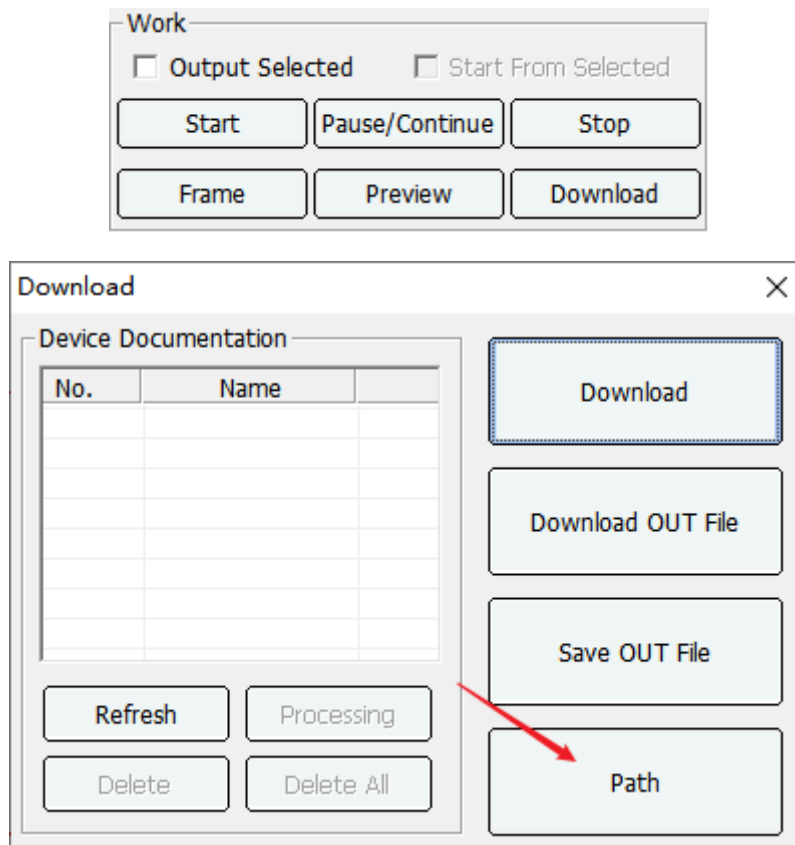 Work
Output Selected Start From Selected
Start Pause/Continue Stop
Frame Preview Download
Download
Device Documentation
No. Name
Download
Download OUT File
Save OUT File
Refresh Processing
Delete Delete All
Path